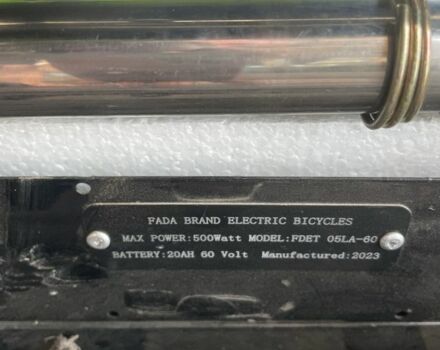 FADA BRAND ELECTRIC BICYCLES
MAX POWER:500Watt MODEL:FDET 05LA-60
BATTERY:20AH 60 Volt Manufactured:2023